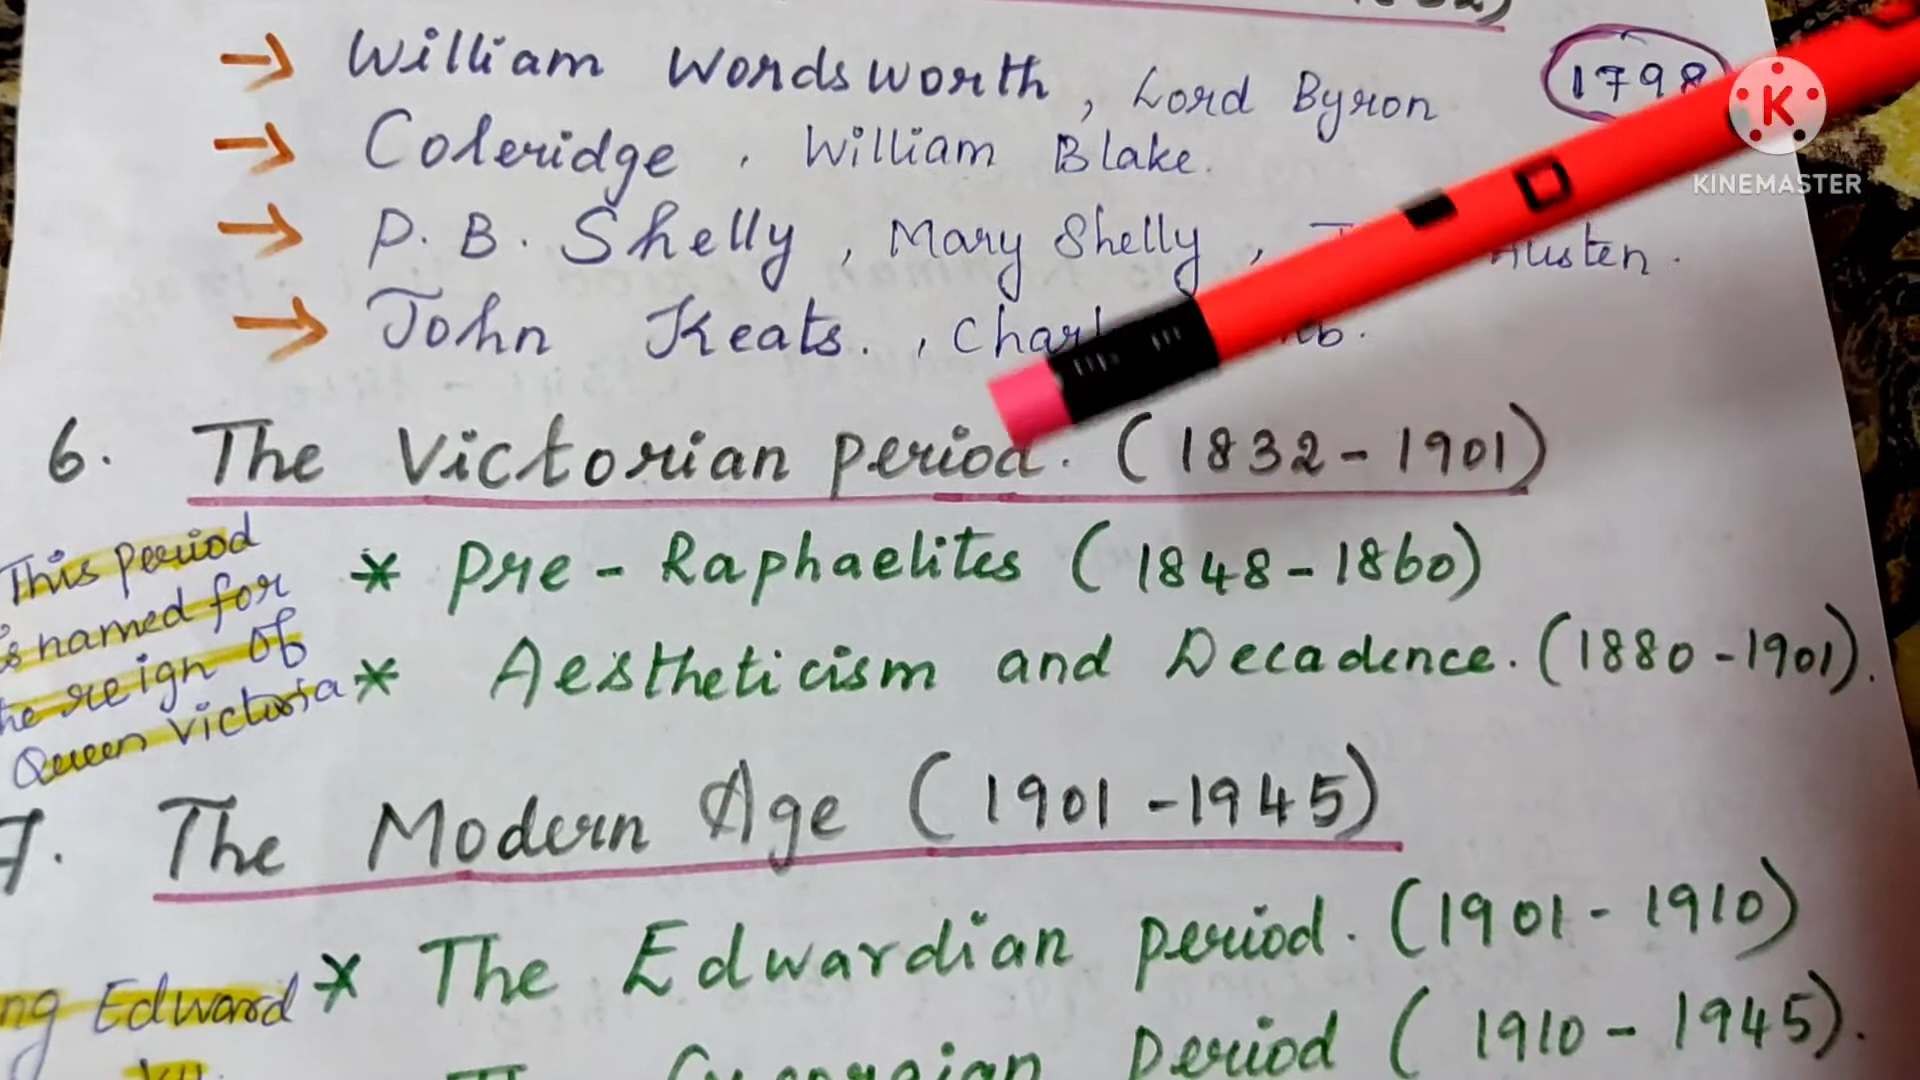 → William Wordsworth, Lord Byron 1798
→ Coleridge, William Blake.
→ P. B. Shelly, Mary Shelly, Austen.
→ John Keats.,
6. The Victorian period. (1832-1901)
This period
is named for
the reign of
Queen Victoria
* Pre-Raphaelites (1848-1860)
* Aestheticism and Decadence. (1880-1901).
7. The Modern Age (1901-1945)
* The Edwardian period. (1901-1910)
Edward
Period (1910-1945).
KINEMASTER